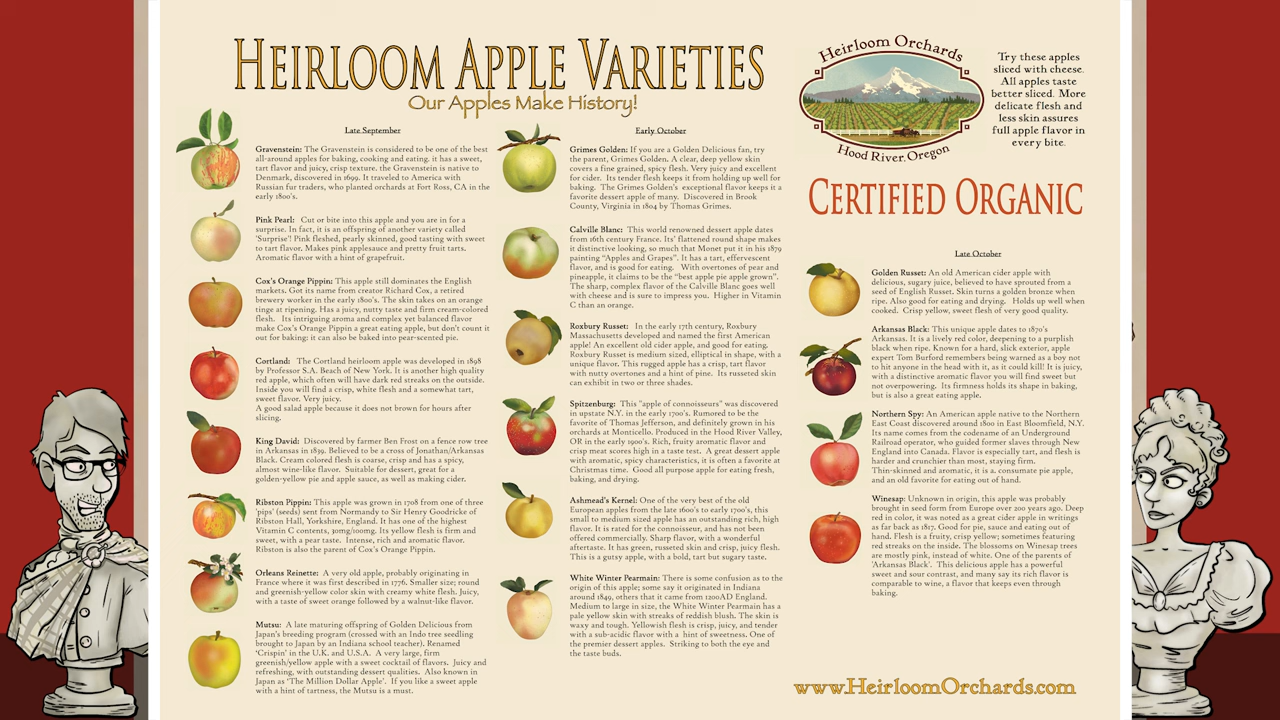 Heirloom Apple Varieties
Our Apples Make History!
Late September
Gravenstein: The Gravenstein is considered to be one of the best
all-around apples for baking, cooking and eating. it has a sweet,
tart flavor and juicy, crisp texture. the Gravenstein is native to
Denmark, discovered in 1699. It traveled to America with
Russian fur traders, who planted orchards at Fort Ross, CA in the
early 1800's.
Pink Pearl: Cut or bite into this apple and you are in for a
surprise. In fact, it is an offspring of another variety called
'Surprise'! Pink fleshed, pearly skinned, good tasting with sweet
to tart flavor. Makes pink applesauce and pretty fruit tarts.
Aromatic flavor with a hint of grapefruit.
Cox's Orange Pippin: This apple still dominates the English
markets. Got its name from creator Richard Cox, a retired
brewery worker in the early 1800's. The skin takes on an orange
tinge at ripening. Has a juicy, nutty taste and firm cream-colored
flesh. Its intriguing aroma and complex yet balanced flavor
make Cox's Orange Pippin a great eating apple, but don't count it
out for baking: it can also be baked into pear-scented pie.
Cortland: The Cortland heirloom apple was developed in 1898
by Professor S.A. Beach of New York. It is another high quality
red apple, which often will have dark red streaks on the outside.
Inside you will find a crisp, white flesh and a somewhat tart,
sweet flavor. Very juicy.
A good salad apple because it does not brown for hours after
slicing.
King David: Discovered by farmer Ben Frost on a fence row tree
in Arkansas in 1839. Believed to be a cross of Jonathan/Arkansas
Black. Cream colored flesh is coarse, crisp and has a spicy,
almost wine-like flavor. Suitable for dessert, great for a
golden-yellow pie and apple sauce, as well as making cider.
Ribston Pippin: This apple was grown in 1708 from one of three
'pips' (seeds) sent from Normandy to Sir Henry Goodricke of
Ribston Hall, Yorkshire, England. It has one of the highest
Vitamin C contents, 30mg/100mg. Its yellow flesh is firm and
sweet, with a pear taste. Intense, rich and aromatic flavor.
Ribston is also the parent of Cox's Orange Pippin.
Orleans Reinette: A very old apple, probably originating in
France where it was first described in 1776. Smaller size; round
and greenish-yellow color skin with creamy white flesh. Juicy,
with a taste of sweet orange followed by a walnut-like flavor.
Mutsu: A late maturing offspring of Golden Delicious from
Japan's breeding program (crossed with an Indo tree seedling
brought to Japan by an Indiana school teacher). Renamed
'Crispin' in the U.K. and U.S.A. A very large, firm
greenish/yellow apple with a sweet cocktail of flavors. Juicy and
refreshing, with outstanding dessert qualities. Also known in
Japan as 'The Million Dollar Apple'. If you like a sweet apple
with a hint of tartness, the Mutsu is a must.
Early October
Grimes Golden: If you are a Golden Delicious fan, try
the parent, Grimes Golden. A clear, deep yellow skin
covers a fine grained, spicy flesh. Very juicy and excellent
for cider. Its tender flesh keeps it from holding up well for
baking. The Grimes Golden's exceptional flavor keeps it a
favorite dessert apple of many. Discovered in Brook
County, Virginia in 1804 by Thomas Grimes.
Calville Blanc: This world renowned dessert apple dates
from 16th century France. Its' flattened round shape makes
it distinctive looking, so much that Monet put it in his 1879
painting "Apples and Grapes". It has a tart, effervescent
flavor, and is good for eating. With overtones of pear and
pineapple, it claims to be the "best apple pie apple grown".
The sharp, complex flavor of the Calville Blanc goes well
with cheese and is sure to impress you. Higher in Vitamin
C than an orange.
Roxbury Russet: In the early 17th century, Roxbury
Massachusetts developed and named the first American
apple! An excellent old cider apple, and good for eating.
Roxbury Russet is medium sized, elliptical in shape, with a
unique flavor. This rugged apple has a crisp, tart flavor
with nutty overtones and a hint of pine. Its russeted skin
can exhibit in two or three shades.
Spitzenburg: This "apple of connoisseurs" was discovered
in upstate N.Y. in the early 1700's. Rumored to be the
favorite of Thomas Jefferson, and definitely grown in his
orchards at Monticello. Produced in the Hood River Valley,
OR in the early 1900's. Rich, fruity aromatic flavor and
crisp meat scores high in a taste test. A great dessert apple
with aromatic, spicy characteristics, it is often a favorite at
Christmas time. Good all purpose apple for eating fresh,
baking, and drying.
Ashmead's Kernel: One of the very best of the old
European apples from the late 1600's to early 1700's, this
small to medium sized apple has an outstanding rich, high
flavor. It is rated for the connoisseur, and has not been
offered commercially. Sharp flavor, with a wonderful
aftertaste. It has green, russeted skin and crisp, juicy flesh.
This is a gutsy apple, with a bold, tart but sugary taste.
White Winter Pearmain: There is some confusion as to the
origin of this apple; some say it originated in Indiana
around 1849, others that it came from 1200AD England.
Medium to large in size, the White Winter Pearmain has a
pale yellow skin with streaks of reddish blush. The skin is
waxy and tough. Yellowish flesh is crisp, juicy, and tender
with a sub-acidic flavor with a hint of sweetness. One of
the premier dessert apples. Striking to both the eye and
the taste buds.
Heirloom Orchards
Hood River, Oregon
Try these apples
sliced with cheese.
All apples taste
better sliced. More
delicate flesh and
less skin assures
full apple flavor in
every bite.
Certified Organic
Late October
Golden Russet: An old American cider apple with
delicious, sugary juice, believed to have sprouted from a
seed of English Russet. Skin turns a golden bronze when
ripe. Also good for eating and drying. Holds up well when
cooked. Crisp yellow, sweet flesh of very good quality.
Arkansas Black: This unique apple dates to 1870's
Arkansas. It is a lively red color, deepening to a purplish
black when ripe. Known for a hard, slick exterior, apple
expert Tom Burford remembers being warned as a boy not
to hit anyone in the head with it, as it could kill! It is juicy,
with a distinctive aromatic flavor you will find sweet but
not overpowering. Its firmness holds its shape in baking,
but is also a great eating apple.
Northern Spy: An American apple native to the Northern
East Coast discovered around 1800 in East Bloomfield, NY.
Its name comes from the codename of an Underground
Railroad operator, who guided former slaves through New
England into Canada. Flavor is especially tart, and flesh is
harder and crunchier than most, staying firm.
Thin-skinned and aromatic, it is a. consumate pie apple,
and an old favorite for eating out of hand.
Winesap: Unknown in origin, this apple was probably
brought in seed form from Europe over 200 years ago. Deep
red in color, it was noted as a great cider apple in writings
as far back as 1817. Good for pie, sauce and eating out of
hand. Flesh is a fruity, crisp yellow; sometimes featuring
red streaks on the inside. The blossoms on Winesap trees
are mostly pink, instead of white. One of the parents of
'Arkansas Black'. This delicious apple has a powerful
sweet and sour contrast, and many say its rich flavor is
comparable to wine, a flavor that keeps even through
baking.
www.HeirloomOrchards.com